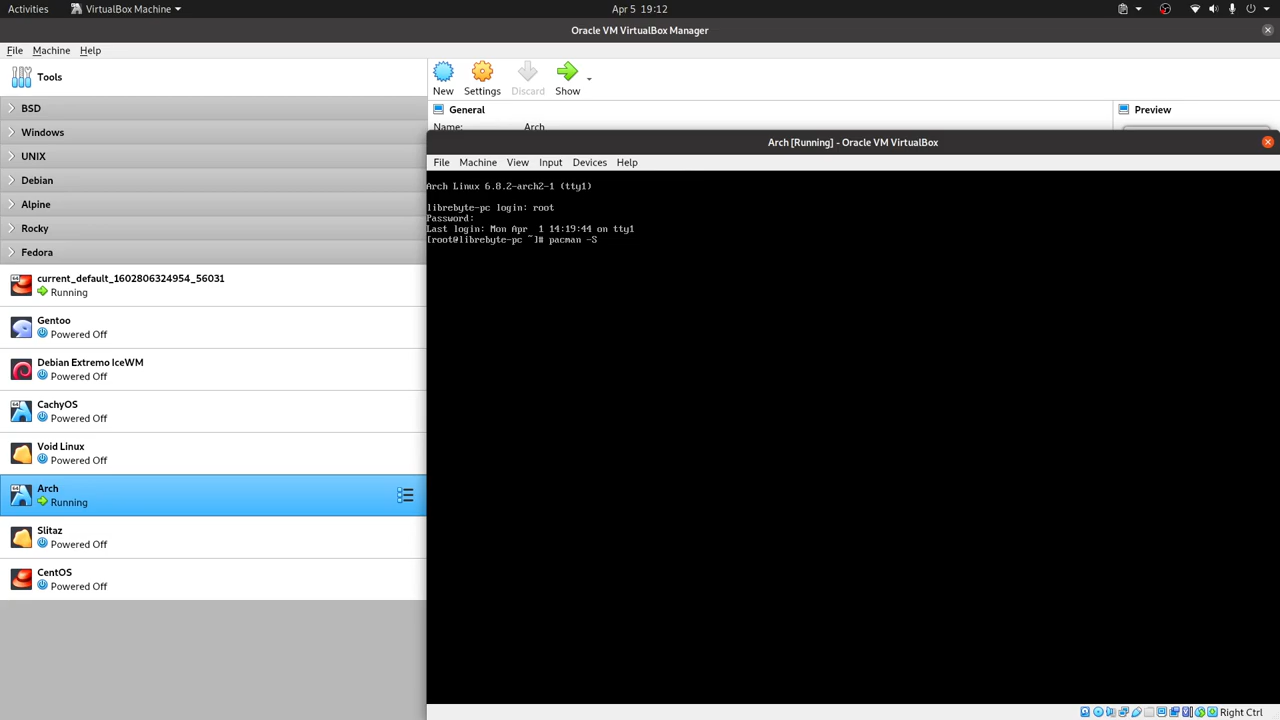 Activities
VirtualBox Machine
Apr 5 19:12
Oracle VM VirtualBox Manager
File Machine Help
Tools
New Settings Discard Show
General
Preview
Name: Arch
BSD
Windows
UNIX
Debian
Alpine
Rocky
Fedora
current_default_1602806324954_56031
Running
Gentoo
Powered Off
Debian Extremo IceWM
Powered Off
CachyOS
Powered Off
Void Linux
Powered Off
Arch
Running
Slitaz
Powered Off
CentOS
Powered Off
Arch [Running] - Oracle VM VirtualBox
File Machine View Input Devices Help
Arch Linux 6.8.2-arch2-1 (tty1)
librebyte-pc login: root
Password:
Last login: Mon Apr  1 14:19:44 on tty1
[root@librebyte-pc ~]# pacman -S
Right Ctrl